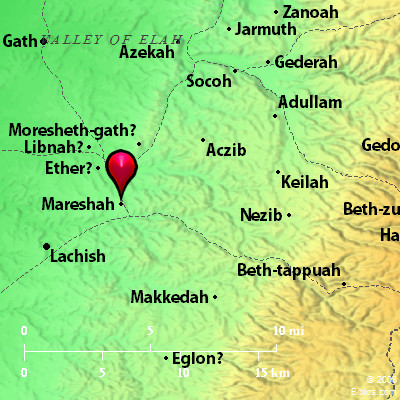 Zanoah
Jarmuth
Gath
VALLEY OF ELAH
Azekah
Gederah
Socoh
Adullam
Moresheth-gath?
Libnah?
Aczib
Gedo
Ether?
Keilah
Mareshah
Nezib
Beth-zu
Ha
Lachish
Beth-tappuah
Makkedah
0 5 10 mi
Eglon?
0 5 10 15 km